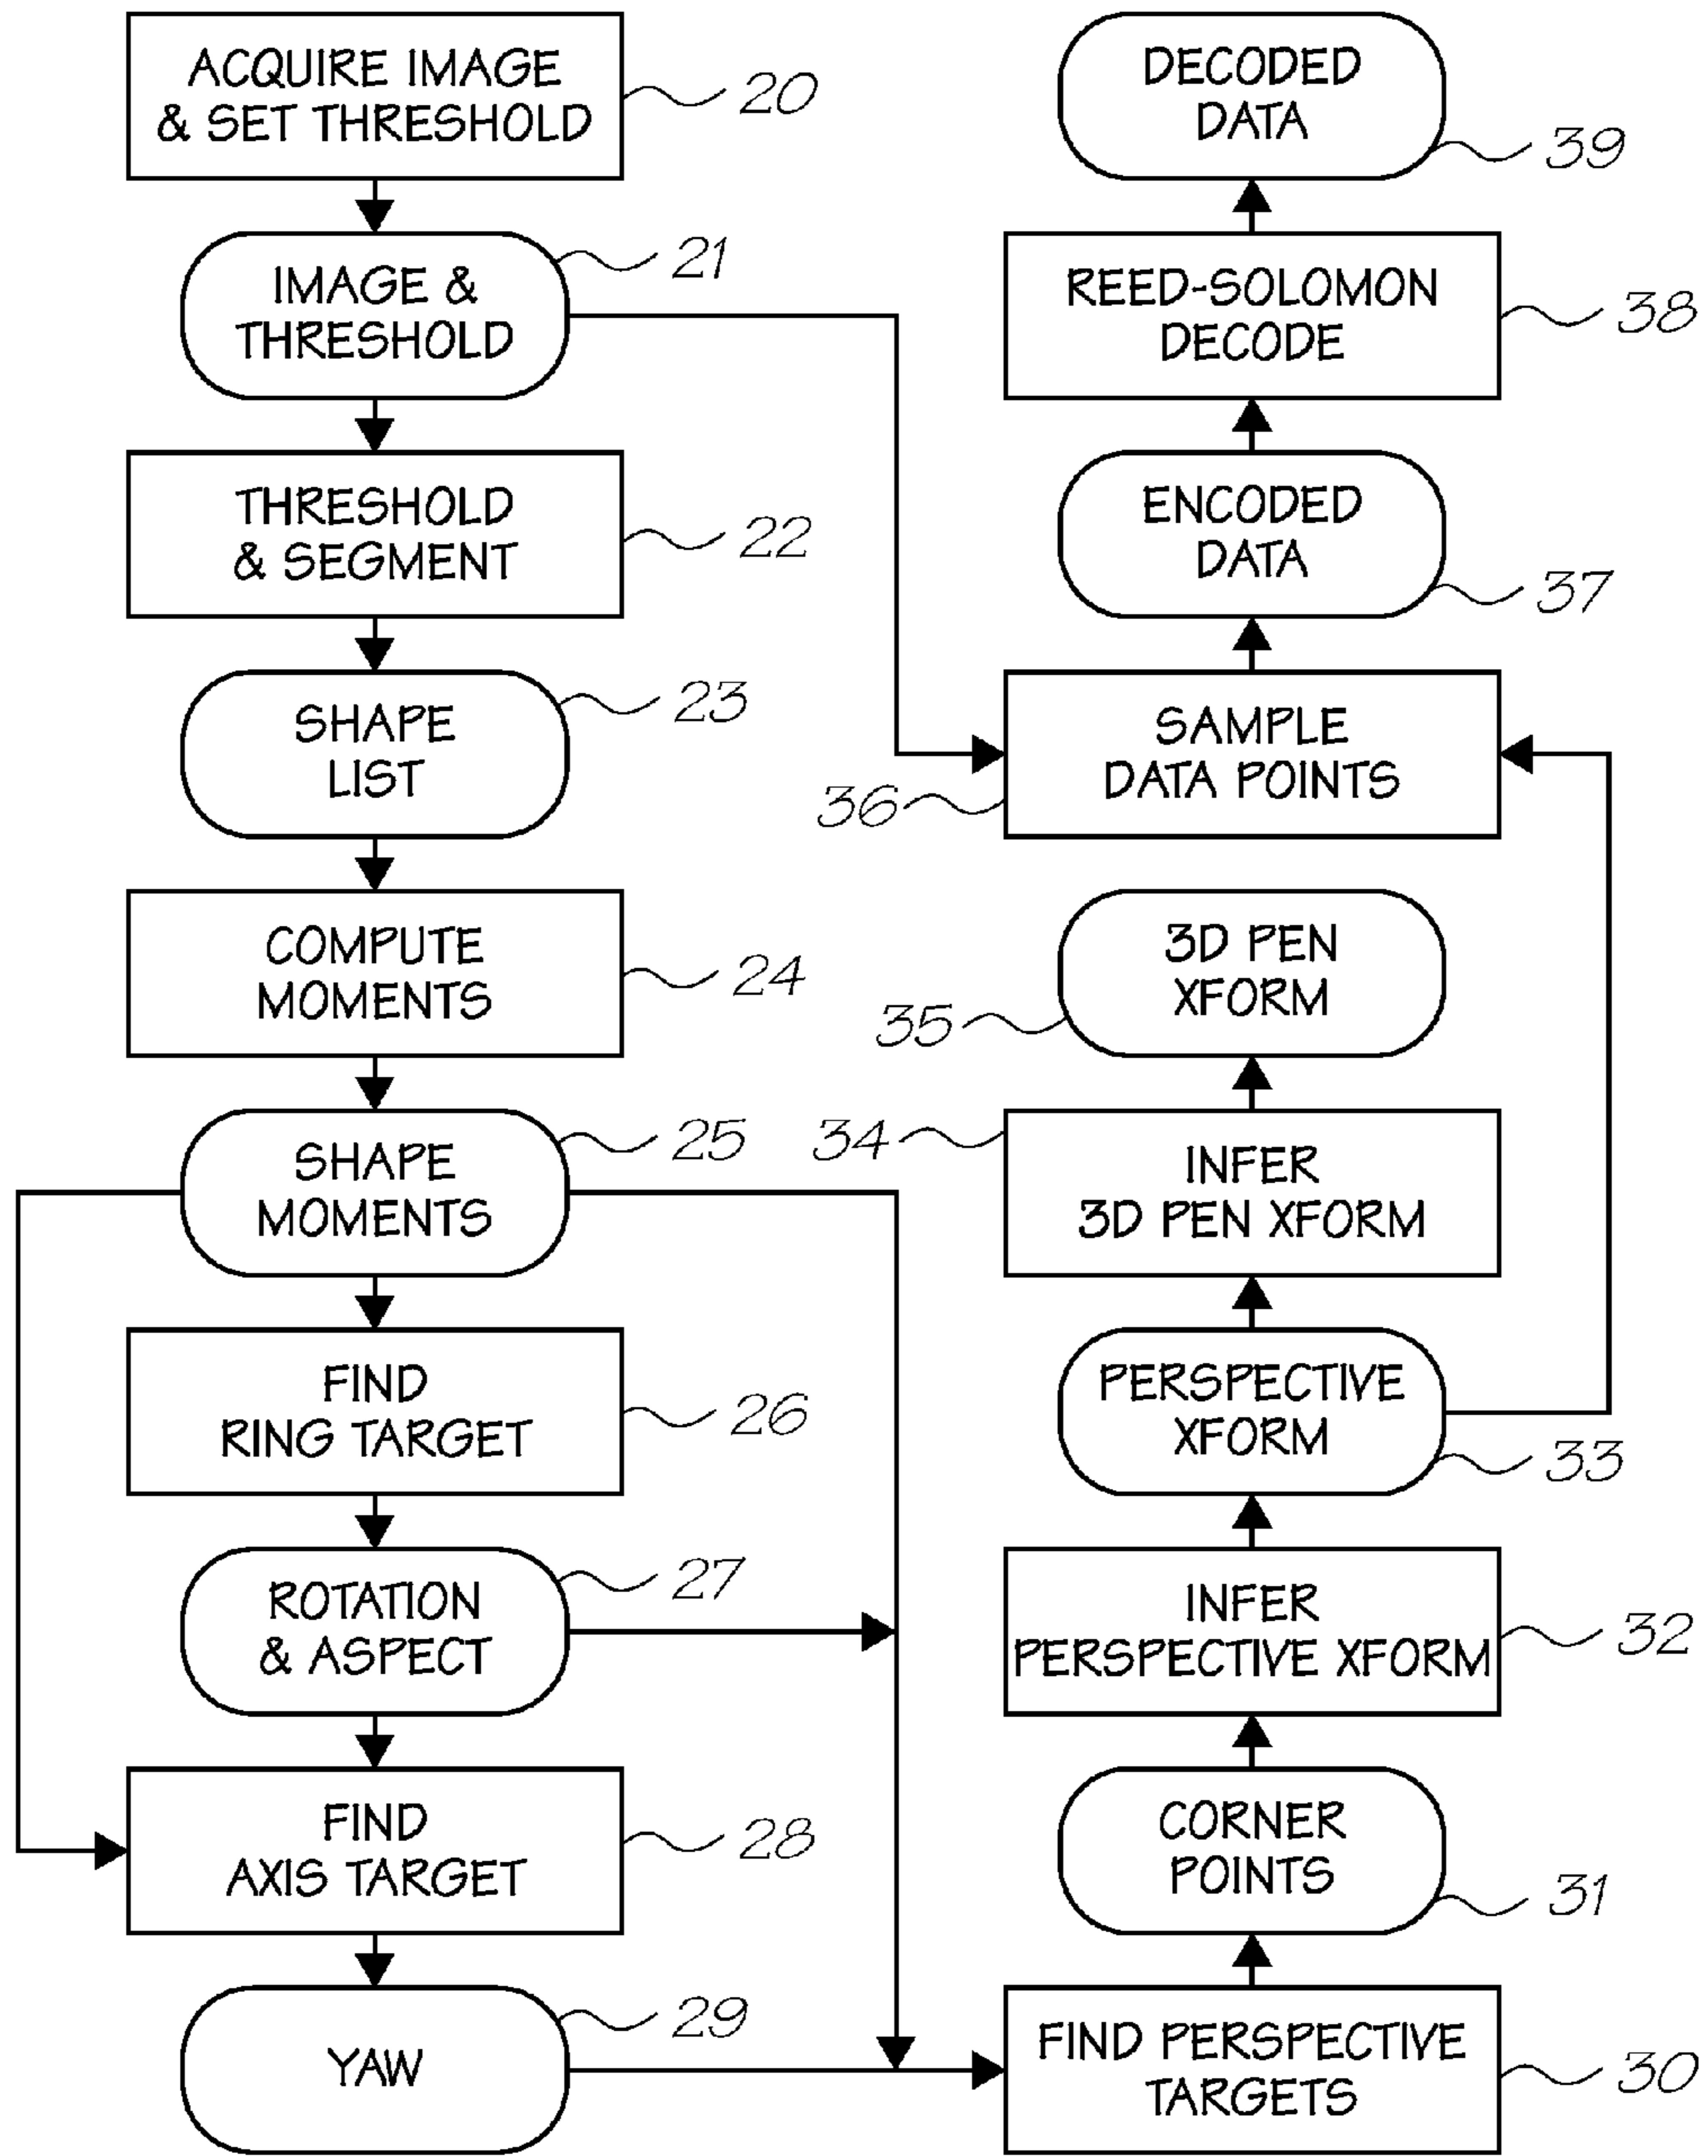 ACQUIRE IMAGE
& SET THRESHOLD
20
IMAGE &
THRESHOLD
21
THRESHOLD
& SEGMENT
22
SHAPE
LIST
23
COMPUTE
MOMENTS
24
SHAPE
MOMENTS
25
FIND
RING TARGET
26
ROTATION
& ASPECT
27
FIND
AXIS TARGET
28
YAW
29
DECODED
DATA
39
REED-SOLOMON
DECODE
38
ENCODED
DATA
37
SAMPLE
DATA POINTS
36
3D PEN
XFORM
35
INFER
3D PEN XFORM
34
PERSPECTIVE
XFORM
33
INFER
PERSPECTIVE XFORM
32
CORNER
POINTS
31
FIND PERSPECTIVE
TARGETS
30